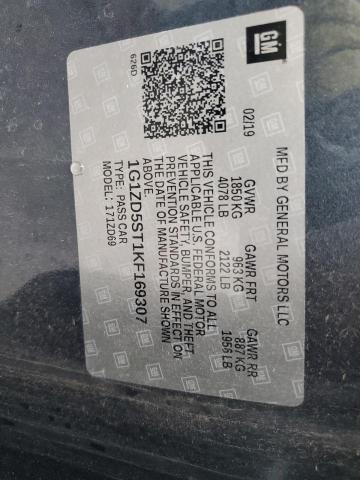 GM
MFD BY GENERAL MOTORS LLC
02/19 GVWR GAWR FRT GAWR RR
1850 KG 963 KG 887 KG
4078 LB 2122 LB 1956 LB
THIS VEHICLE CONFORMS TO ALL
APPLICABLE U.S. FEDERAL MOTOR
VEHICLE SAFETY, BUMPER, AND THEFT
PREVENTION STANDARDS IN EFFECT ON
THE DATE OF MANUFACTURE SHOWN
ABOVE.
626D
1G1ZD5ST1KF169307
TYPE: PASS CAR
MODEL: 171ZD69